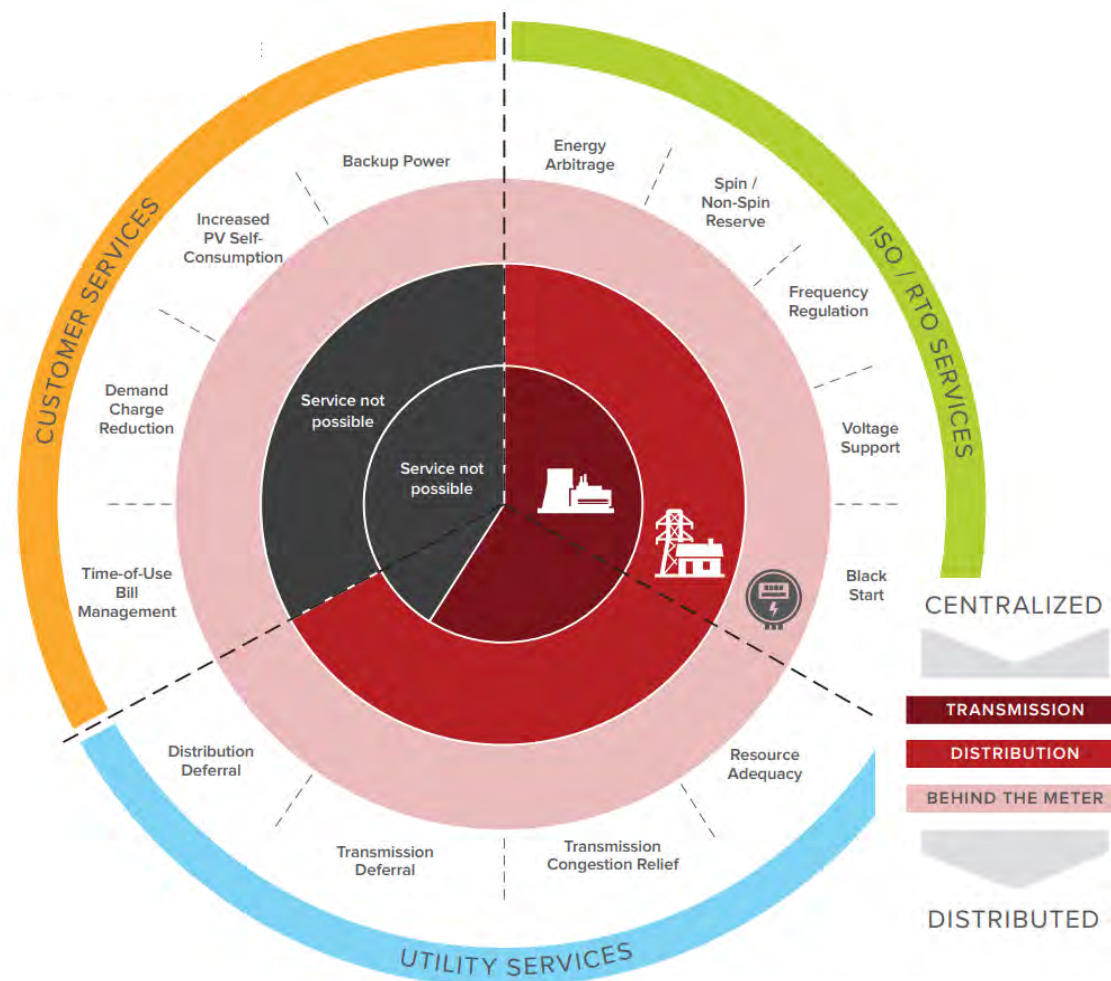 CUSTOMER SERVICES
ISO / RTO SERVICES
UTILITY SERVICES
Backup Power
Energy
Arbitrage
Spin /
Non-Spin
Reserve
Increased
PV Self-
Consumption
Frequency
Regulation
Demand
Charge
Reduction
Service not
possible
Service not
possible
Voltage
Support
Time-of-Use
Bill
Management
Black
Start
Distribution
Deferral
Resource
Adequacy
Transmission
Deferral
Transmission
Congestion Relief
CENTRALIZED
TRANSMISSION
DISTRIBUTION
BEHIND THE METER
DISTRIBUTED